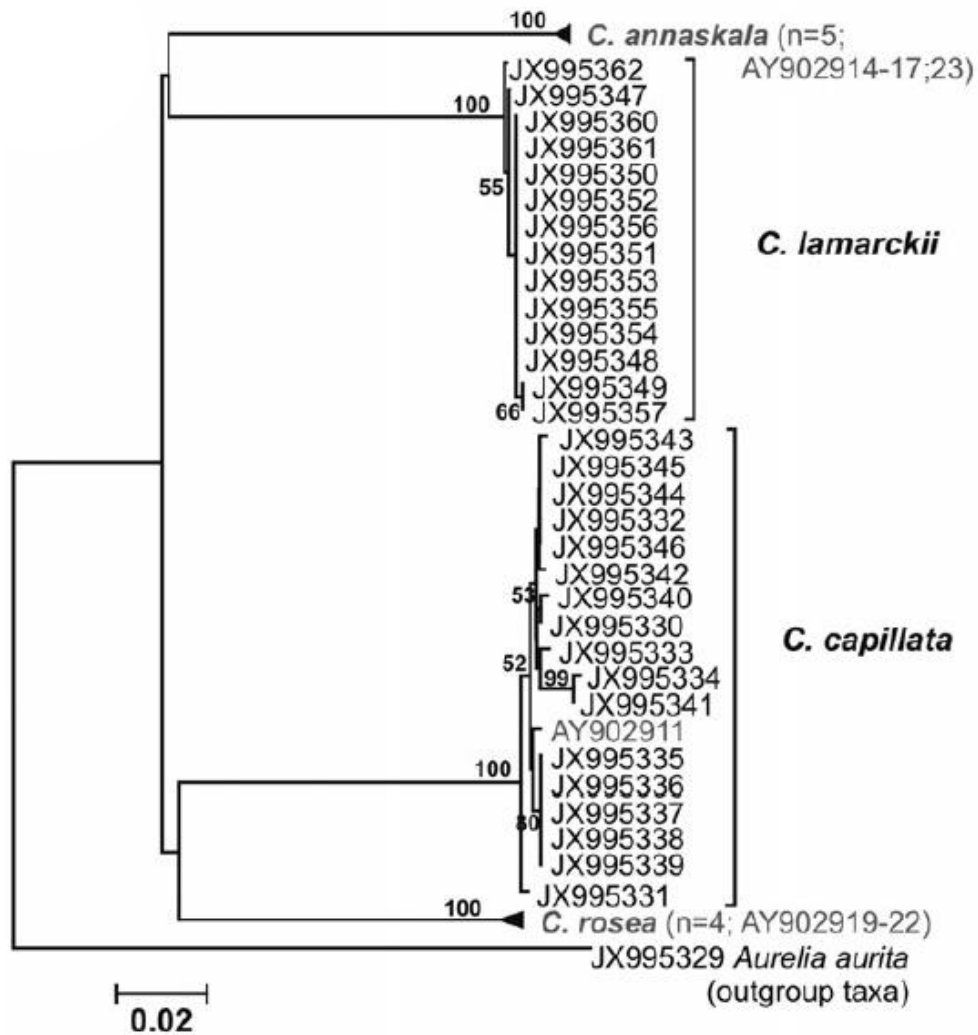 100
C. annaskala (n=5;
AY902914-17;23)
JX995362
JX995347
100
JX995360
JX995361
JX995350
55
JX995352
JX995356
JX995351
C. lamarckii
JX995353
JX995355
JX995354
JX995348
JX995349
66
JX995357
JX995343
JX995345
JX995344
JX995332
JX995346
JX995342
53
JX995340
JX995330
C. capillata
JX995333
52
99
JX995334
JX995341
AY902911
JX995335
100
JX995336
JX995337
80
JX995338
JX995339
JX995331
100
C. rosea (n=4; AY902919-22)
JX995329 Aurelia aurita
(outgroup taxa)
0.02